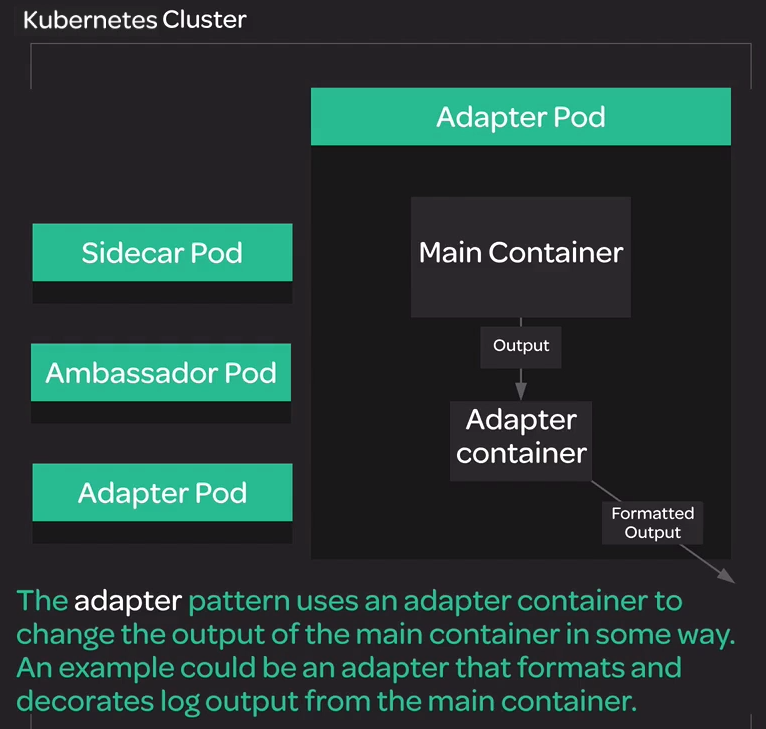 Kubernetes Cluster
Adapter Pod
Sidecar Pod
Ambassador Pod
Adapter Pod
Main Container
Output
Adapter
container
Formatted
Output
The adapter pattern uses an adapter container to
change the output of the main container in some way.
An example could be an adapter that formats and
decorates log output from the main container.